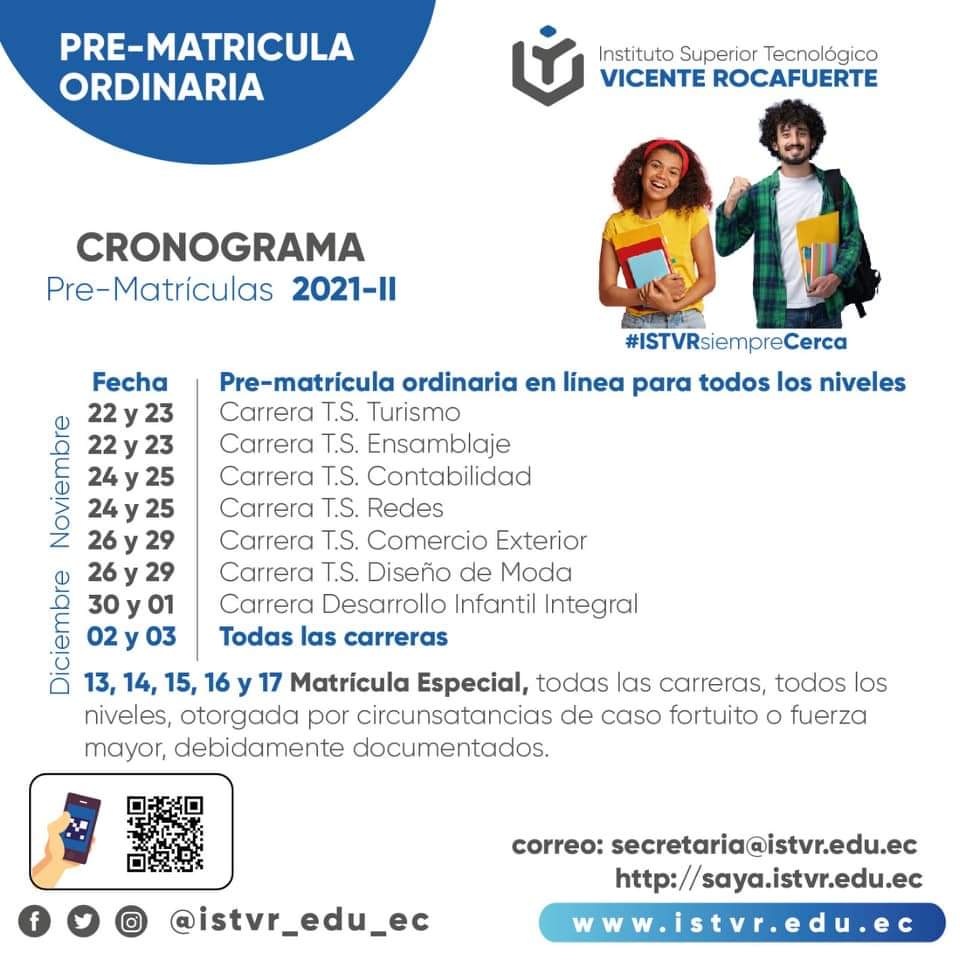 PRE-MATRICULA
ORDINARIA
Instituto Superior Tecnológico
VICENTE ROCAFUERTE
CRONOGRAMA
Pre-Matrículas 2021-II
#ISTVRsiempreCerca
Fecha Pre-matrícula ordinaria en línea para todos los niveles
Noviembre
22 y 23 Carrera T.S. Turismo
22 y 23 Carrera T.S. Ensamblaje
24 y 25 Carrera T.S. Contabilidad
24 y 25 Carrera T.S. Redes
26 y 29 Carrera T.S. Comercio Exterior
26 y 29 Carrera T.S. Diseño de Moda
Diciembre
30 y 01 Carrera Desarrollo Infantil Integral
02 y 03 Todas las carreras
13, 14, 15, 16 y 17 Matrícula Especial, todas las carreras, todos los
niveles, otorgada por circunsatancias de caso fortuito o fuerza
mayor, debidamente documentados.
correo: secretaria@istvr.edu.ec
http://saya.istvr.edu.ec
@istvr_edu_ec
www.istvr.edu.ec